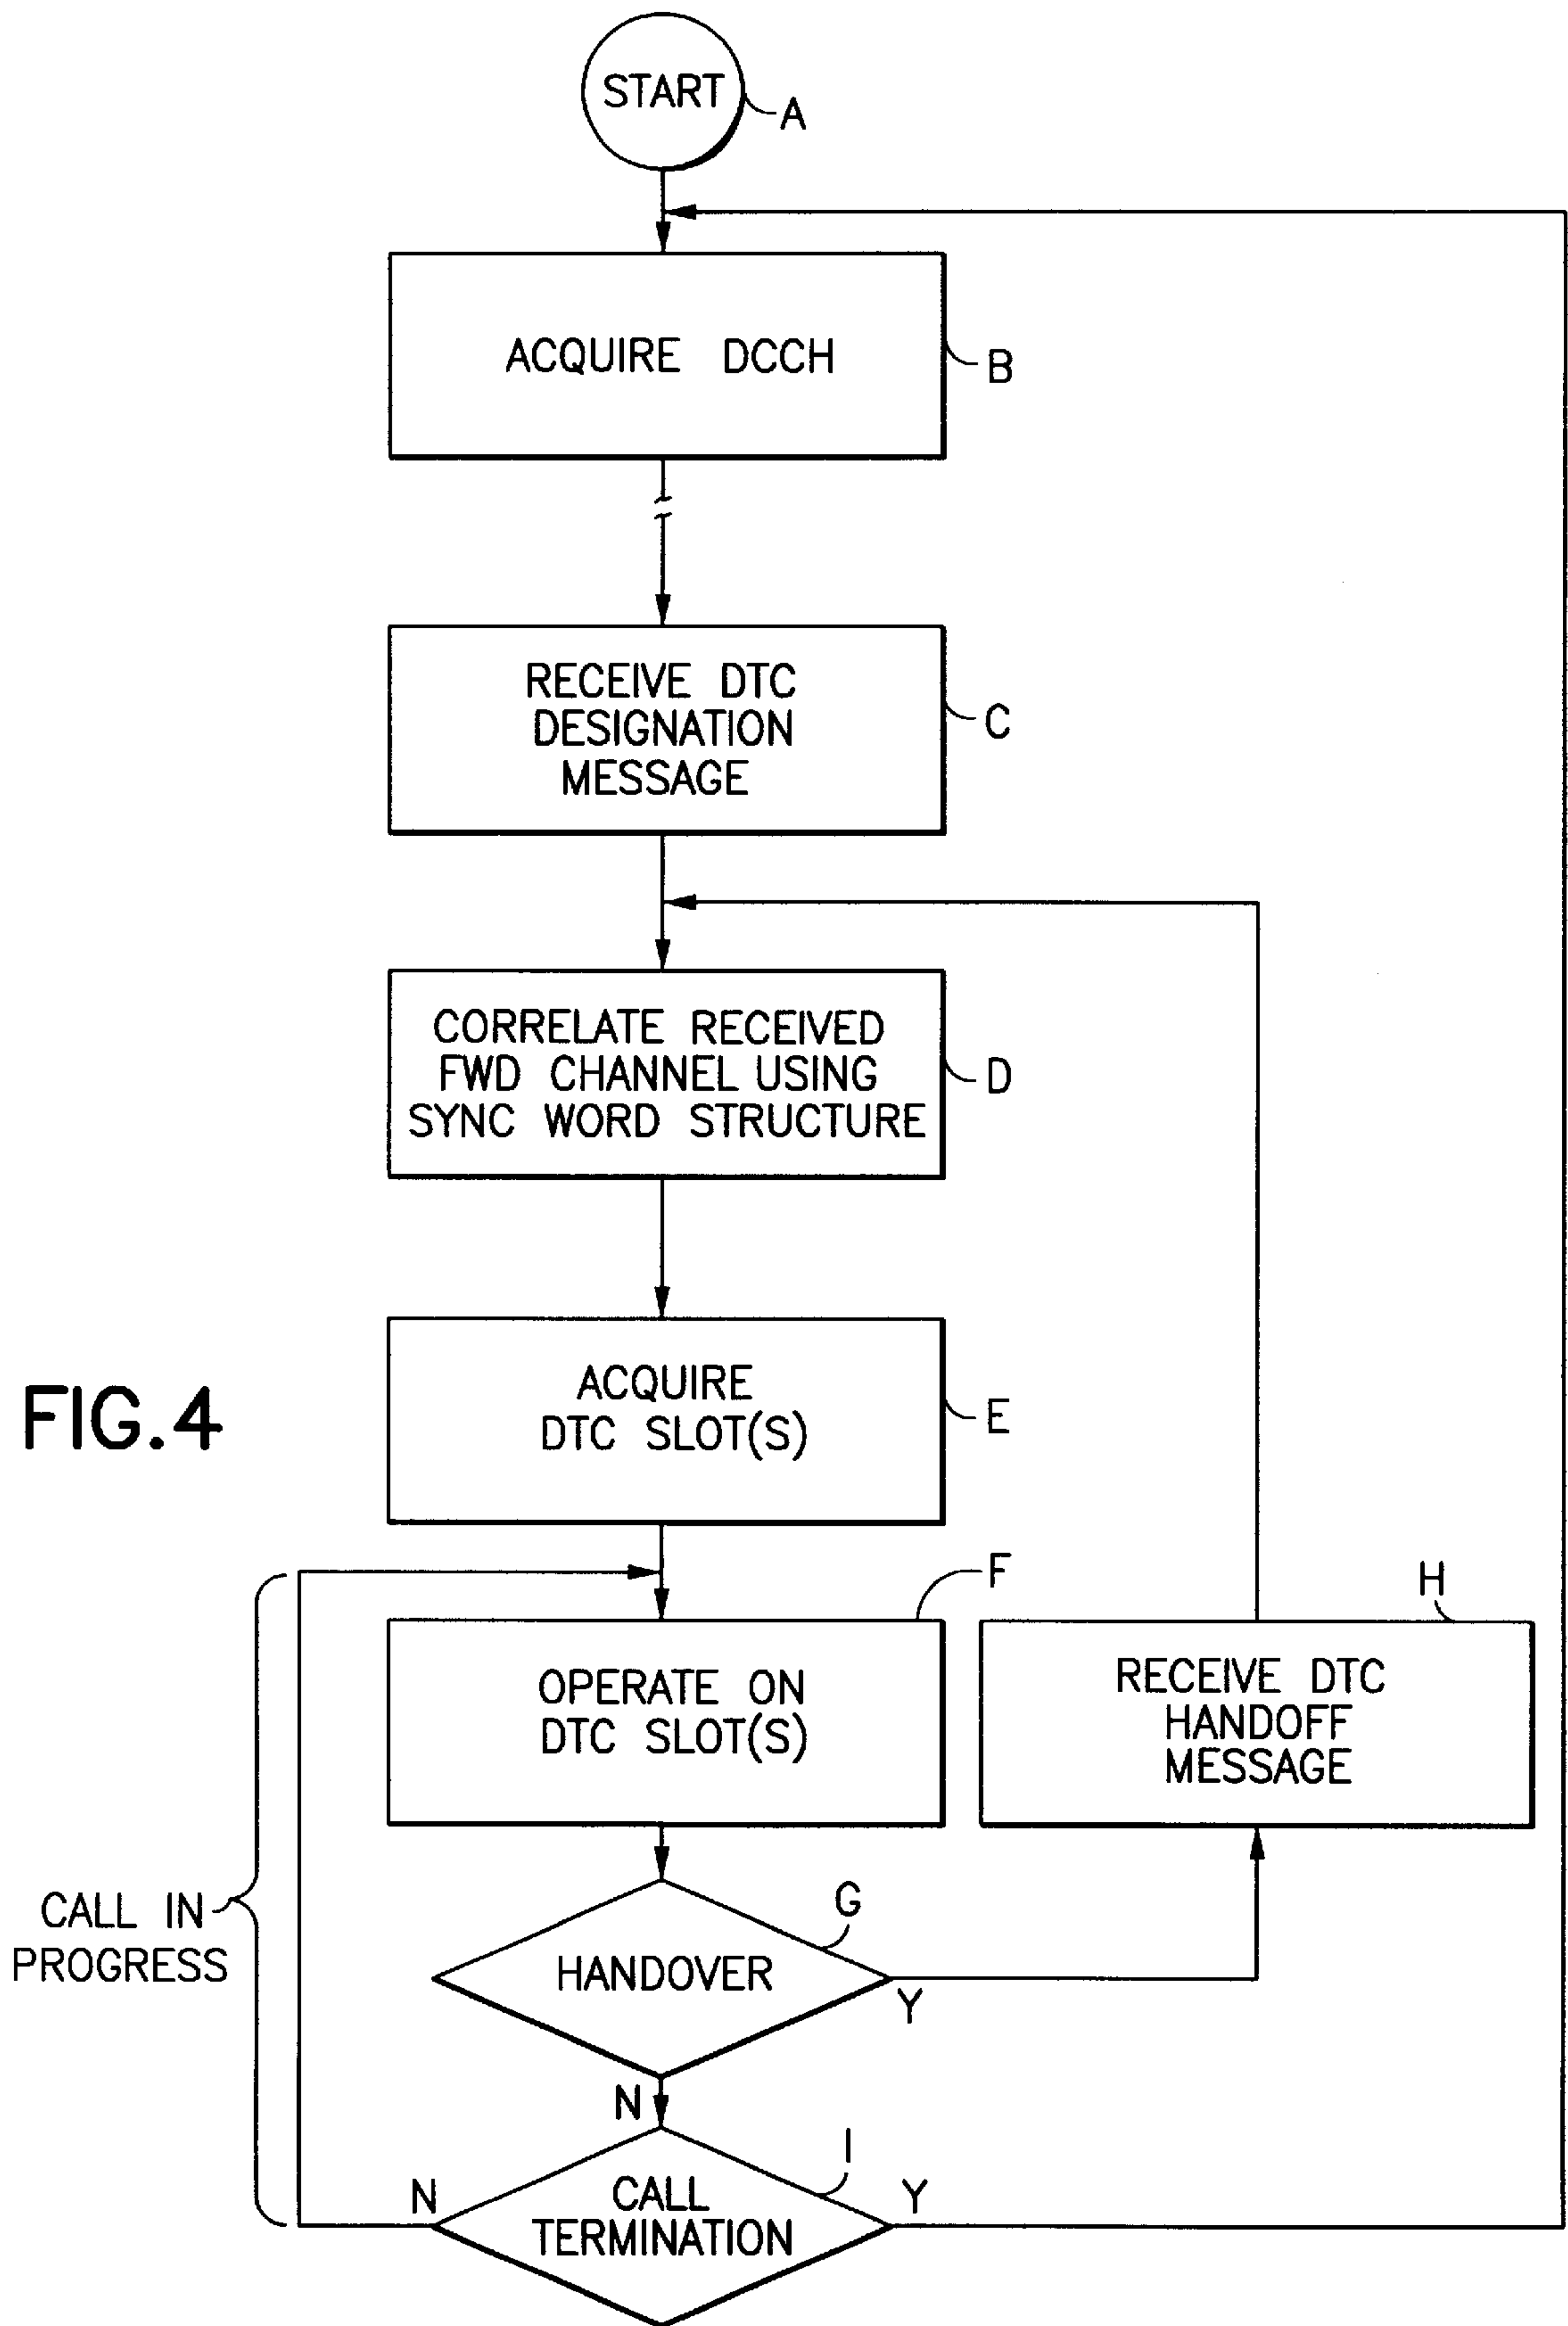 START
A
ACQUIRE DCCH
B
RECEIVE DTC
DESIGNATION
MESSAGE
C
CORRELATE RECEIVED
FWD CHANNEL USING
SYNC WORD STRUCTURE
D
ACQUIRE
DTC SLOT(S)
E
FIG.4
F
OPERATE ON
DTC SLOT(S)
H
RECEIVE DTC
HANDOFF
MESSAGE
CALL IN
PROGRESS
G
HANDOVER
Y
N
I
N
CALL
TERMINATION
Y